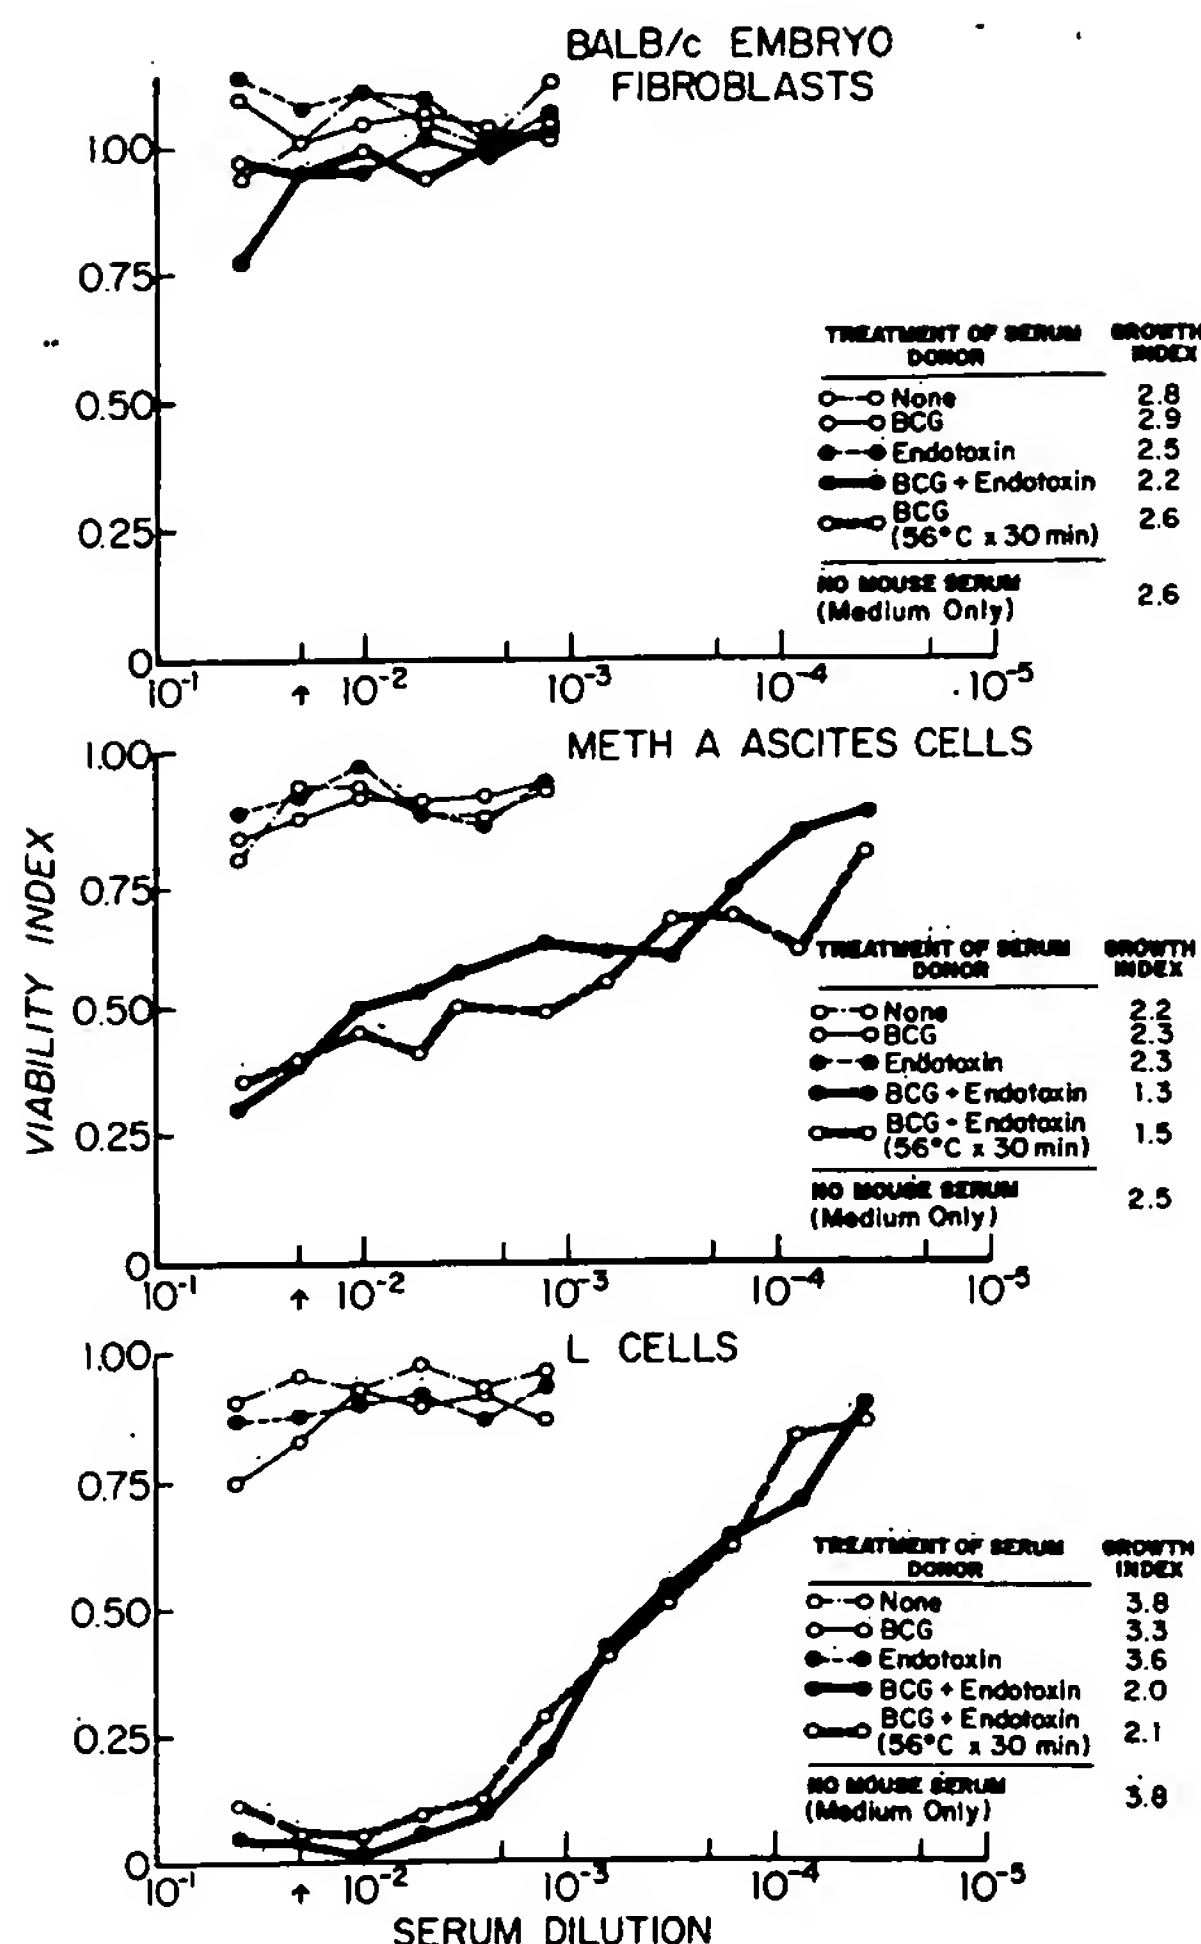 BALB/c EMBRYO
FIBROBLASTS
1.00
0.75
0.50
0.25
0
TREATMENT OF SERUM DONOR GROWTH INDEX
None 2.8
BCG 2.9
Endotoxin 2.5
BCG + Endotoxin 2.2
BCG
(56°C x 30 min) 2.6
NO MOUSE SERUM
(Medium Only) 2.6
10-1 ↑ 10-2 10-3 10-4 10-5
METH A ASCITES CELLS
VIABILITY INDEX
1.00
0.75
0.50
0.25
0
TREATMENT OF SERUM DONOR GROWTH INDEX
None 2.2
BCG 2.3
Endotoxin 2.3
BCG + Endotoxin 1.3
BCG + Endotoxin
(56°C x 30 min) 1.5
NO MOUSE SERUM
(Medium Only) 2.5
10-1 ↑ 10-2 10-3 10-4 10-5
L CELLS
1.00
0.75
0.50
0.25
0
TREATMENT OF SERUM DONOR GROWTH INDEX
None 3.8
BCG 3.3
Endotoxin 3.6
BCG + Endotoxin 2.0
BCG + Endotoxin
(56°C x 30 min) 2.1
NO MOUSE SERUM
(Medium Only) 3.8
10-1 ↑ 10-2 10-3 10-4 10-5
SERUM DILUTION